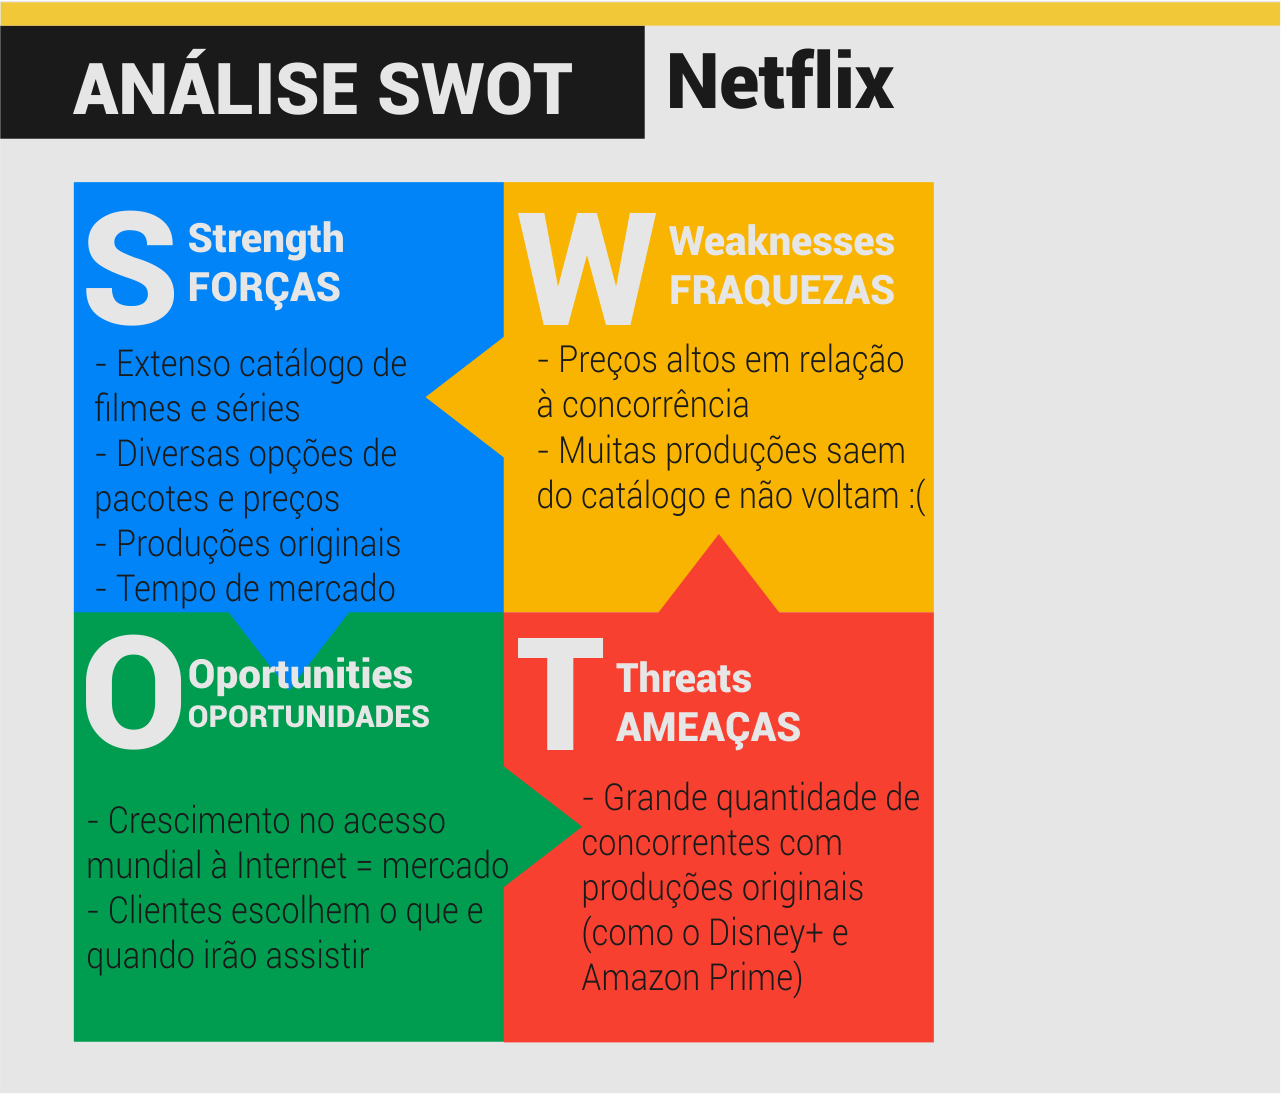 ANÁLISE SWOT
Netflix
S
Strength
FORÇAS
- Extenso catálogo de
filmes e séries
- Diversas opções de
pacotes e preços
- Produções originais
- Tempo de mercado
W
Weaknesses
FRAQUEZAS
- Preços altos em relação
à concorrência
- Muitas produções saem
do catálogo e não voltam :(
O
Oportunities
OPORTUNIDADES
- Crescimento no acesso
mundial à Internet = mercado
- Clientes escolhem o que e
quando irão assistir
T
Threats
AMEAÇAS
- Grande quantidade de
concorrentes com
produções originais
(como o Disney+ e
Amazon Prime)